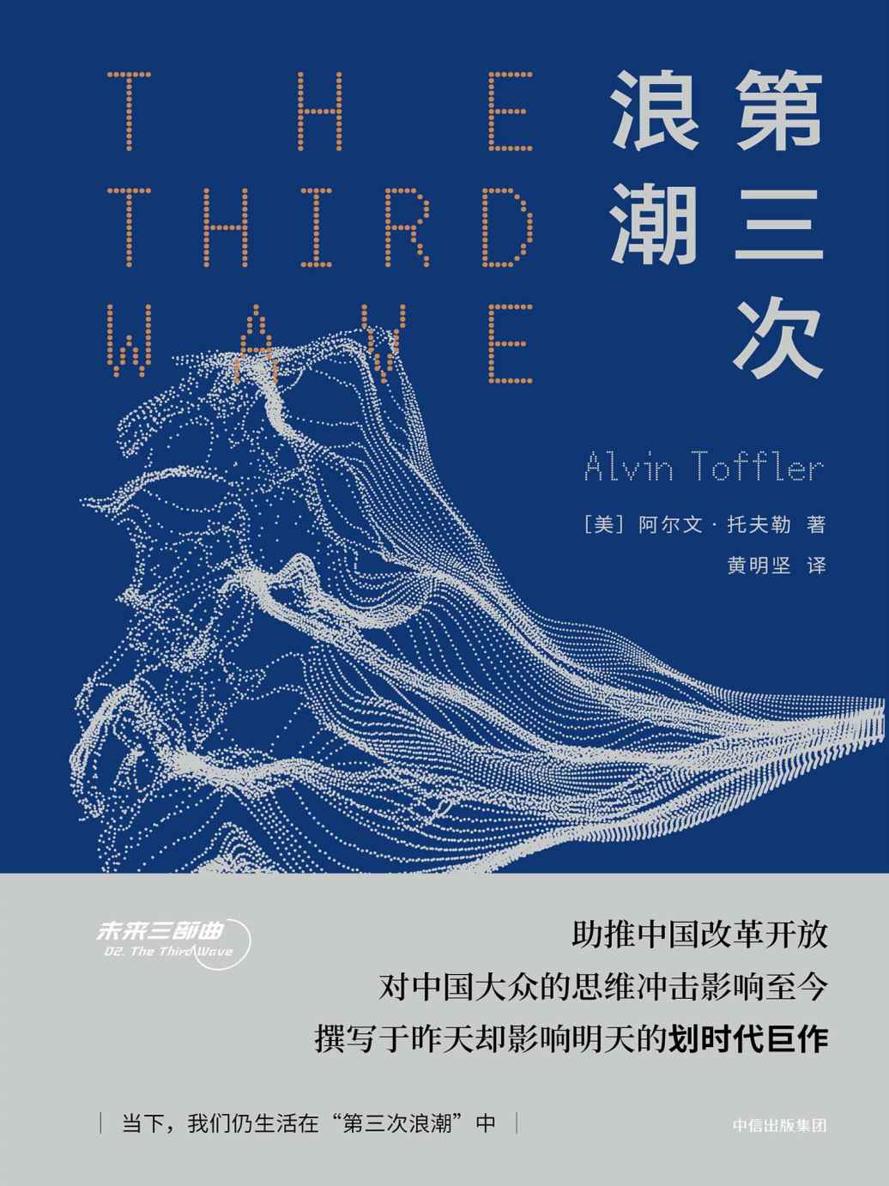 THE
THIRD
WAVE
第三次
浪潮
Alvin Toffler
[美] 阿尔文·托夫勒 著
黄明坚 译
未来三部曲
02. The Third Wave
助推中国改革开放
对中国大众的思维冲击影响至今
撰写于昨天却影响明天的划时代巨作
当下，我们仍生活在“第三次浪潮”中
中信出版集团